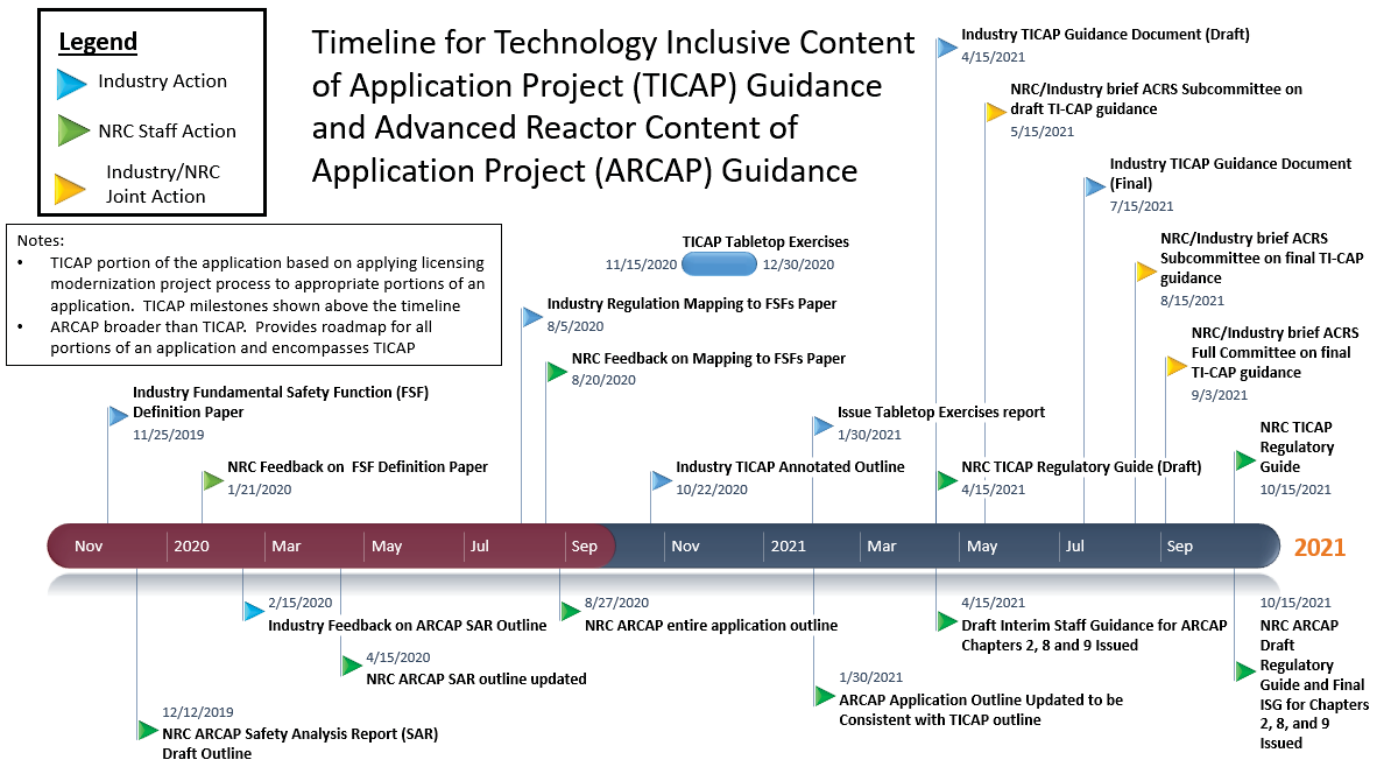 Legend
Industry Action
NRC Staff Action
Industry/NRC
Joint Action
Timeline for Technology Inclusive Content
of Application Project (TICAP) Guidance
and Advanced Reactor Content of
Application Project (ARCAP) Guidance
Notes:
• TICAP portion of the application based on applying licensing
modernization project process to appropriate portions of an
application. TICAP milestones shown above the timeline
• ARCAP broader than TICAP. Provides roadmap for all
portions of an application and encompasses TICAP
Industry Fundamental Safety Function (FSF)
Definition Paper
11/25/2019
NRC Feedback on FSF Definition Paper
1/21/2020
TICAP Tabletop Exercises
11/15/2020
12/30/2020
Industry Regulation Mapping to FSFs Paper
8/5/2020
NRC Feedback on Mapping to FSFs Paper
8/20/2020
Issue Tabletop Exercises report
1/30/2021
Industry TICAP Annotated Outline
10/22/2020
Industry TICAP Guidance Document (Draft)
4/15/2021
NRC/Industry brief ACRS Subcommittee on
draft TI-CAP guidance
5/15/2021
Industry TICAP Guidance Document
(Final)
7/15/2021
NRC/Industry brief ACRS
Subcommittee on final TI-CAP
guidance
8/15/2021
NRC/Industry brief ACRS
Full Committee on final
TI-CAP guidance
9/3/2021
NRC TICAP Regulatory Guide (Draft)
4/15/2021
NRC TICAP
Regulatory
Guide
10/15/2021
Nov
2020
Mar
May
Jul
Sep
Nov
2021
Mar
May
Jul
Sep
2021
2/15/2020
Industry Feedback on ARCAP SAR Outline
4/15/2020
NRC ARCAP SAR outline updated
12/12/2019
NRC ARCAP Safety Analysis Report (SAR)
Draft Outline
8/27/2020
NRC ARCAP entire application outline
1/30/2021
ARCAP Application Outline Updated to be
Consistent with TICAP outline
4/15/2021
Draft Interim Staff Guidance for ARCAP
Chapters 2, 8 and 9 Issued
10/15/2021
NRC ARCAP
Draft
Regulatory
Guide and Final
ISG for Chapters
2, 8, and 9
Issued